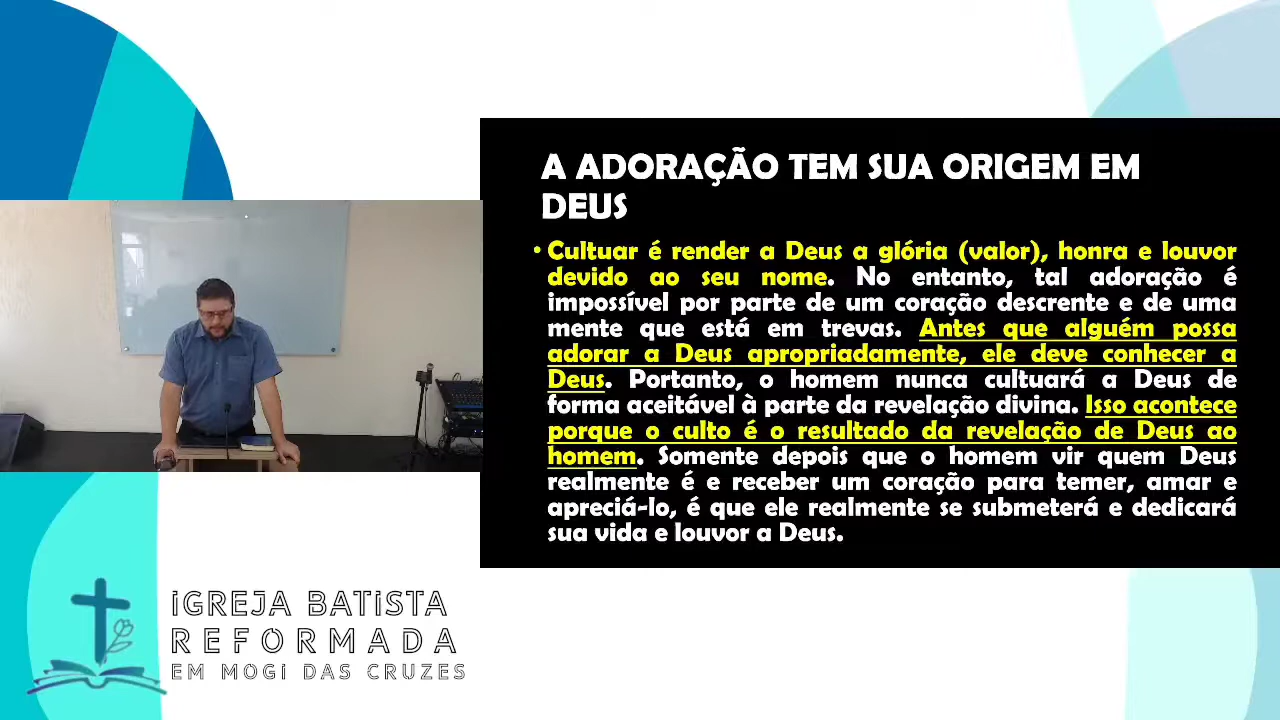 A ADORAÇÃO TEM SUA ORIGEM EM
DEUS
• Cultuar é render a Deus a glória (valor), honra e louvor
devido ao seu nome. No entanto, tal adoração é
impossível por parte de um coração descrente e de uma
mente que está em trevas. Antes que alguém possa
adorar a Deus apropriadamente, ele deve conhecer a
Deus. Portanto, o homem nunca cultuará a Deus de
forma aceitável à parte da revelação divina. Isso acontece
porque o culto é o resultado da revelação de Deus ao
homem. Somente depois que o homem vir quem Deus
realmente é e receber um coração para temer, amar e
apreciá-lo, é que ele realmente se submeterá e dedicará
sua vida e louvor a Deus.
iGREJA BATiSTA
REFORMADA
EM MOGi DAS CRUZES